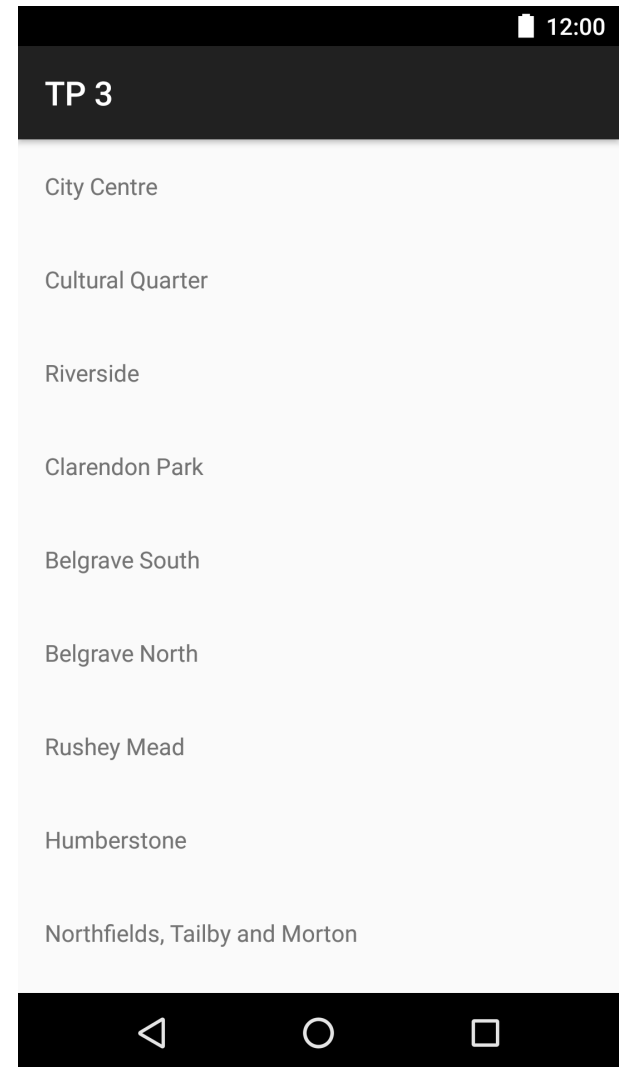 12:00
TP 3
City Centre
Cultural Quarter
Riverside
Clarendon Park
Belgrave South
Belgrave North
Rushey Mead
Humberstone
Northfields, Tailby and Morton